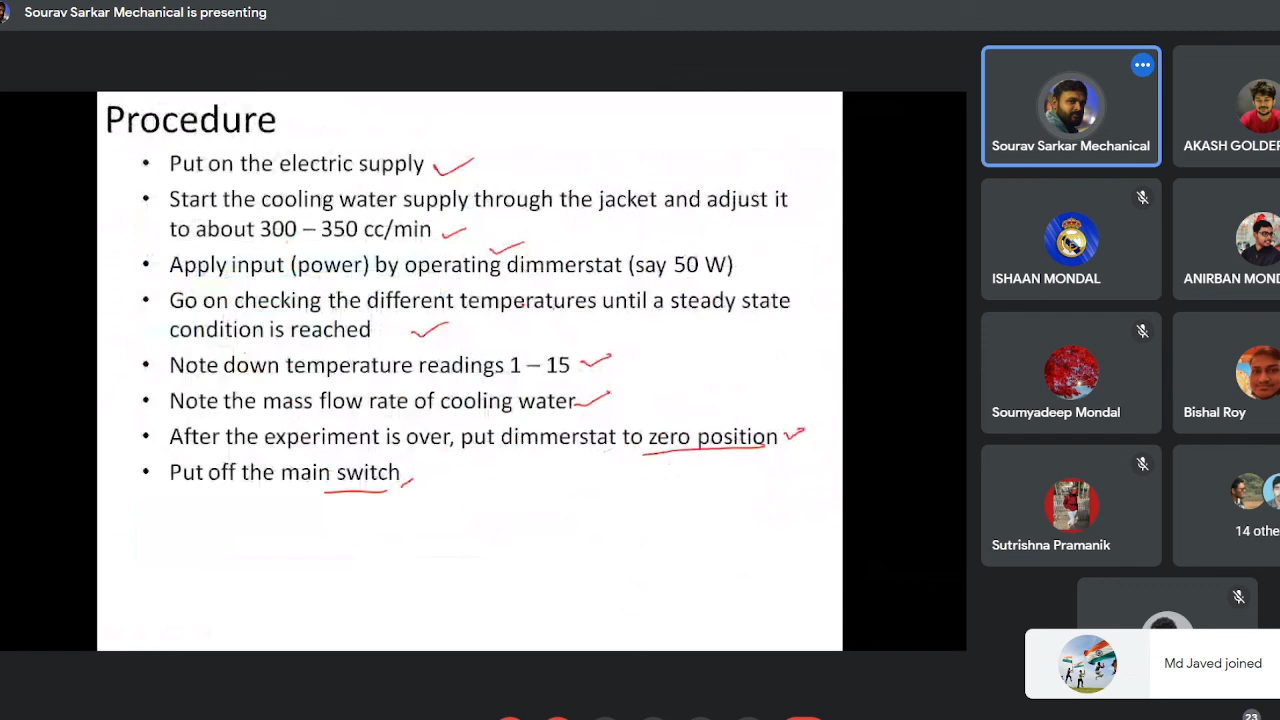 Sourav Sarkar Mechanical is presenting
Procedure
• Put on the electric supply
• Start the cooling water supply through the jacket and adjust it
to about 300 – 350 cc/min
• Apply input (power) by operating dimmerstat (say 50 W)
• Go on checking the different temperatures until a steady state
condition is reached
• Note down temperature readings 1 – 15
• Note the mass flow rate of cooling water
• After the experiment is over, put dimmerstat to zero position
• Put off the main switch
Sourav Sarkar Mechanical
AKASH GOLDER
ISHAAN MONDAL
ANIRBAN MOND
Soumyadeep Mondal
Bishal Roy
Sutrishna Pramanik
14 othe
Md Javed joined
23